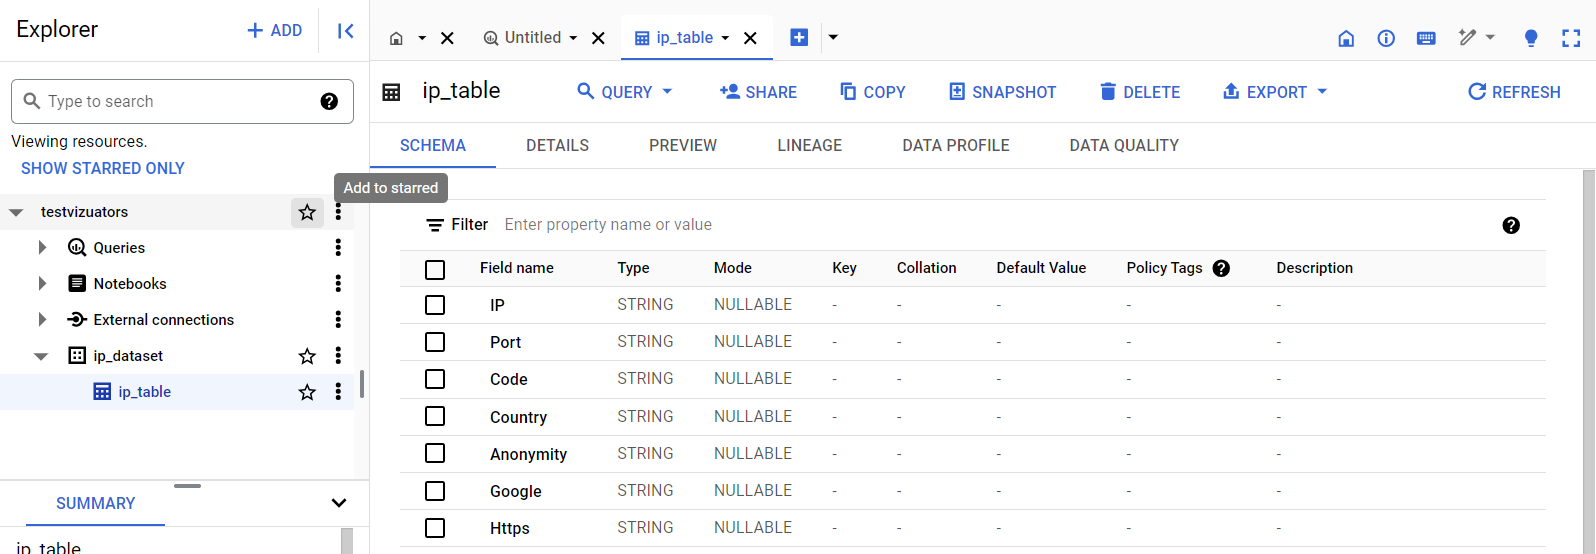 Explorer
ADD
Type to search
Viewing resources.
SHOW STARRED ONLY
testvizuators
Queries
Notebooks
External connections
ip_dataset
ip_table
SUMMARY
ip_table
Untitled
ip_table
ip_table
QUERY SHARE COPY SNAPSHOT DELETE EXPORT REFRESH
SCHEMA DETAILS PREVIEW LINEAGE DATA PROFILE DATA QUALITY
Add to starred
Filter Enter property name or value
Field name Type Mode Key Collation Default Value Policy Tags Description
IP STRING NULLABLE - - - - -
Port STRING NULLABLE - - - - -
Code STRING NULLABLE - - - - -
Country STRING NULLABLE - - - - -
Anonymity STRING NULLABLE - - - - -
Google STRING NULLABLE - - - - -
Https STRING NULLABLE - - - - -